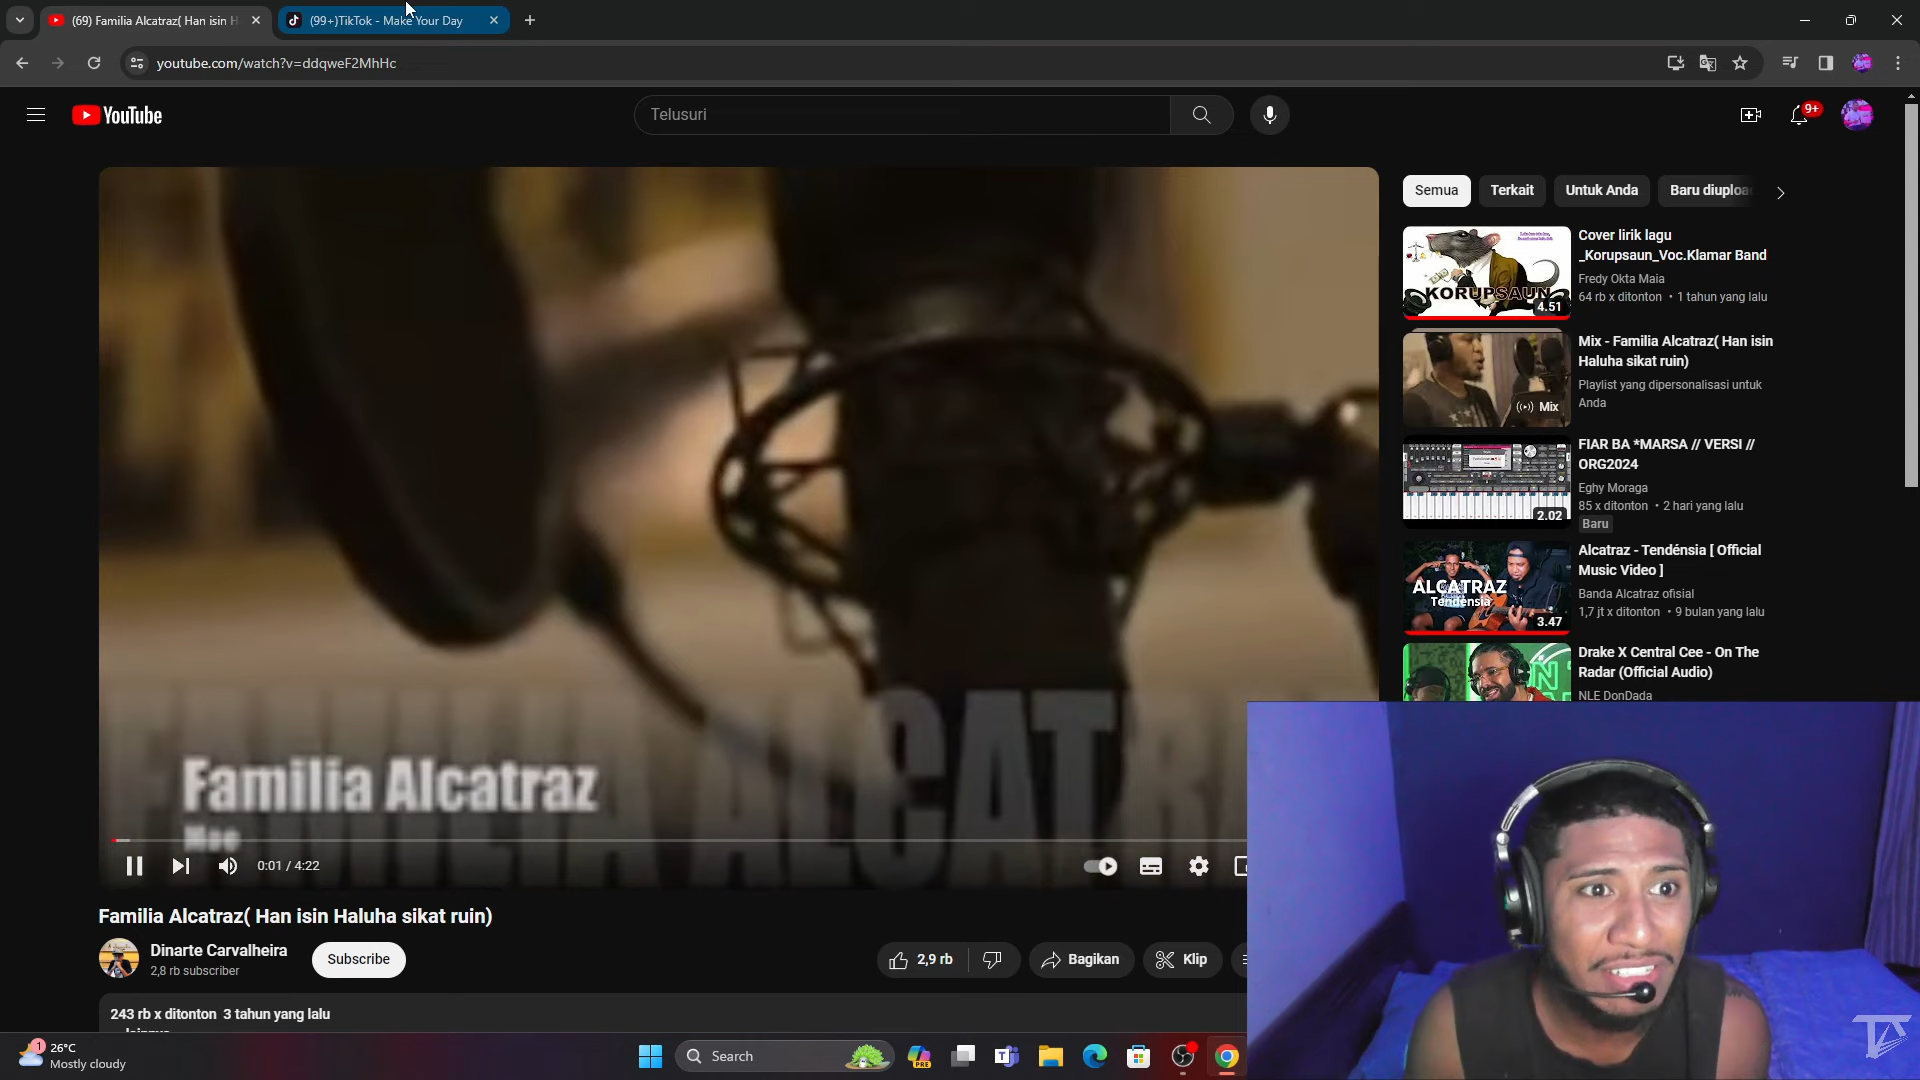 (69) Familia Alcatraz( Han isin H
(99+)TikTok - Make Your Day
youtube.com/watch?v=ddqweF2MhHc
YouTube
Telusuri
9+
Semua
Terkait
Untuk Anda
Baru diuploa
KORUPSAUN
4.51
Cover lirik lagu
_Korupsaun_Voc.Klamar Band
Fredy Okta Maia
64 rb x ditonton • 1 tahun yang lalu
Mix
Mix - Familia Alcatraz( Han isin
Haluha sikat ruin)
Playlist yang dipersonalisasi untuk
Anda
2.02
FIAR BA *MARSA // VERSI //
ORG2024
Eghy Moraga
85 x ditonton • 2 hari yang lalu
Baru
ALCATRAZ
Tendensia
3.47
Alcatraz - Tendénsia [ Official
Music Video ]
Banda Alcatraz ofisial
1,7 jt x ditonton • 9 bulan yang lalu
Drake X Central Cee - On The
Radar (Official Audio)
NLE DonDada
FAMILIA ALCATR
Familia Alcatraz
0:01 / 4:22
Familia Alcatraz( Han isin Haluha sikat ruin)
Dinarte Carvalheira
2,8 rb subscriber
Subscribe
2,9 rb
Bagikan
Klip
243 rb x ditonton 3 tahun yang lalu
1
26°C
Mostly cloudy
Search
PRE